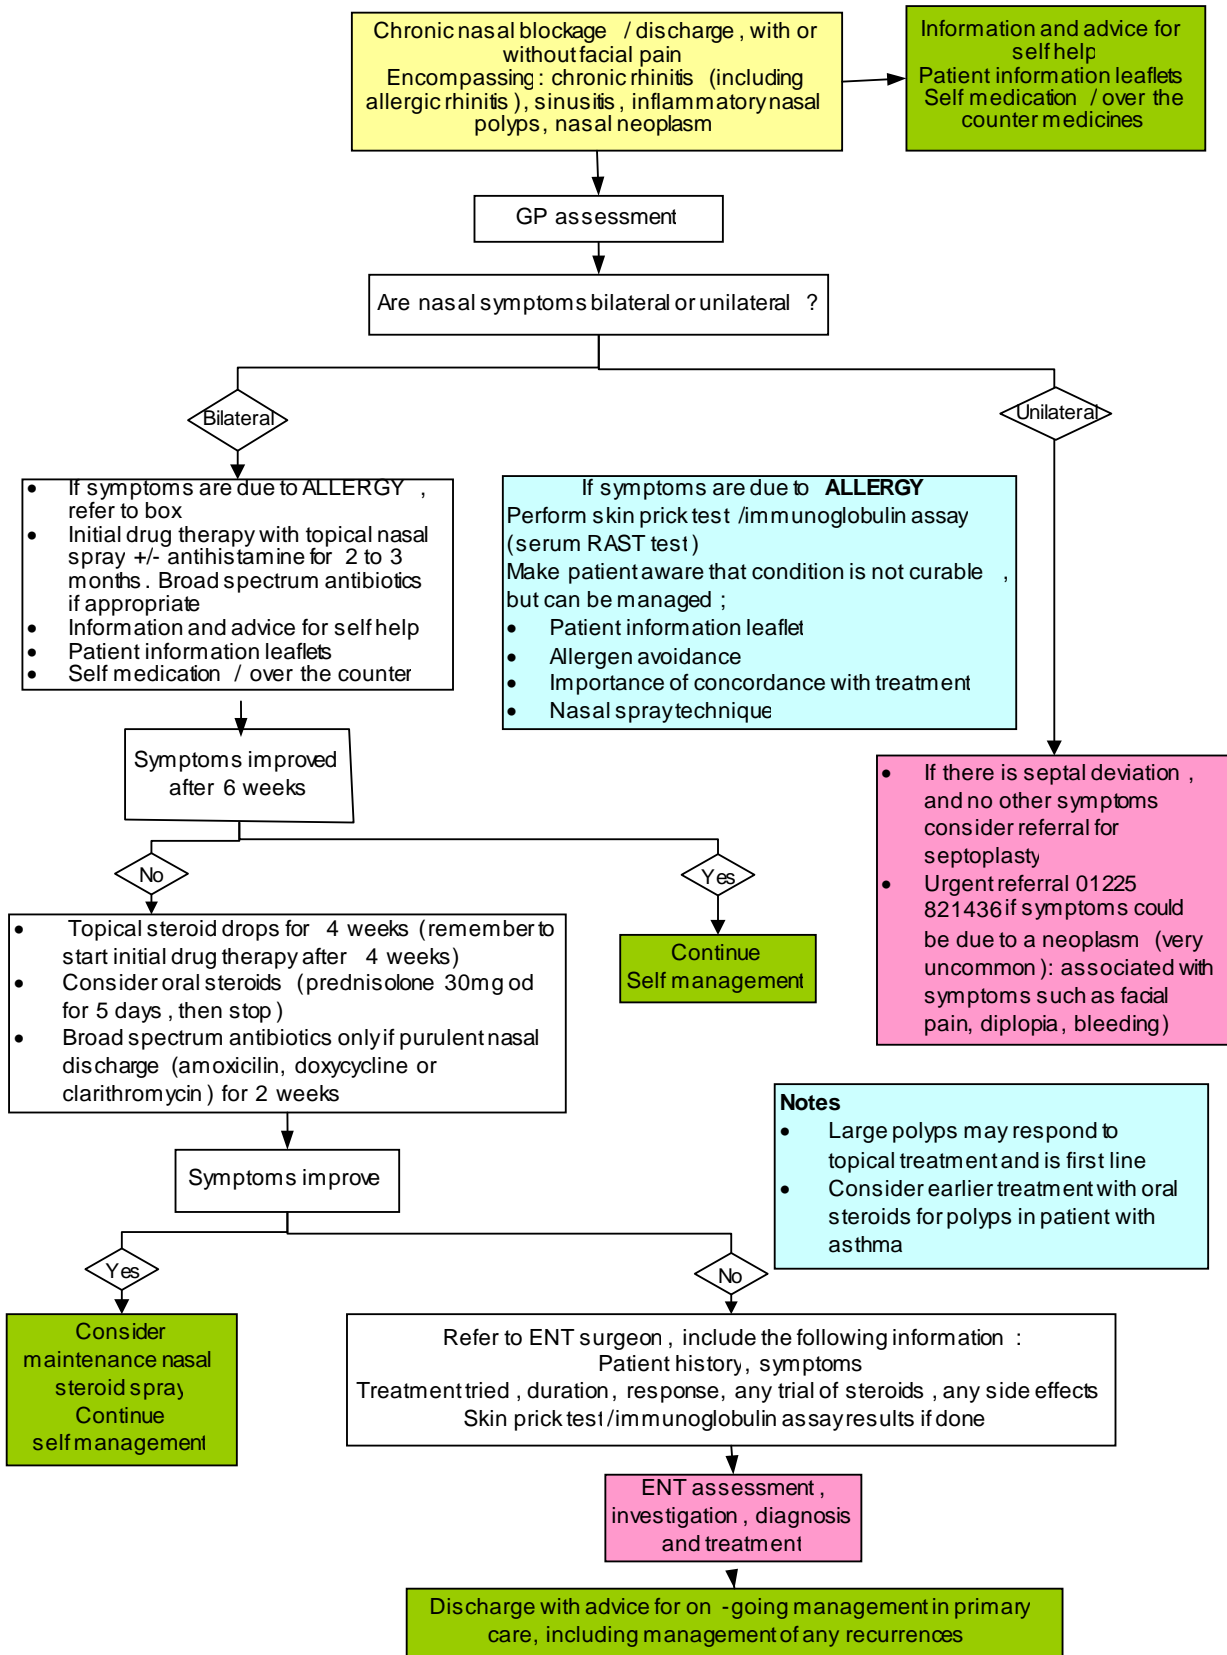 Chronic nasal blockage / discharge, with or
without facial pain
Encompassing: chronic rhinitis (including
allergic rhinitis), sinusitis, inflammatory nasal
polyps, nasal neoplasm
Information and advice for
self help
Patient information leaflets
Self medication / over the
counter medicines
GP assessment
Are nasal symptoms bilateral or unilateral ?
Bilateral
Unilateral
• If symptoms are due to ALLERGY ,
refer to box
• Initial drug therapy with topical nasal
spray +/- antihistamine for 2 to 3
months. Broad spectrum antibiotics
if appropriate
• Information and advice for self help
• Patient information leaflets
• Self medication / over the counter
If symptoms are due to ALLERGY
Perform skin prick test /immunoglobulin assay
(serum RAST test)
Make patient aware that condition is not curable ,
but can be managed ;
• Patient information leaflet
• Allergen avoidance
• Importance of concordance with treatment
• Nasal spray technique
Symptoms improved
after 6 weeks
No
Yes
• If there is septal deviation ,
and no other symptoms
consider referral for
septoplasty
• Urgent referral 01225
821436 if symptoms could
be due to a neoplasm (very
uncommon): associated with
symptoms such as facial
pain, diplopia, bleeding)
• Topical steroid drops for 4 weeks (remember to
start initial drug therapy after 4 weeks)
• Consider oral steroids (prednisolone 30mg od
for 5 days , then stop)
• Broad spectrum antibiotics only if purulent nasal
discharge (amoxicilin, doxycycline or
clarithromycin) for 2 weeks
Continue
Self management
Symptoms improve
Notes
• Large polyps may respond to
topical treatment and is first line
• Consider earlier treatment with oral
steroids for polyps in patient with
asthma
Yes
No
Consider
maintenance nasal
steroid spray
Continue
self management
Refer to ENT surgeon , include the following information :
Patient history, symptoms
Treatment tried , duration, response, any trial of steroids , any side effects
Skin prick test /immunoglobulin assay results if done
ENT assessment ,
investigation , diagnosis
and treatment
Discharge with advice for on -going management in primary
care, including management of any recurrences